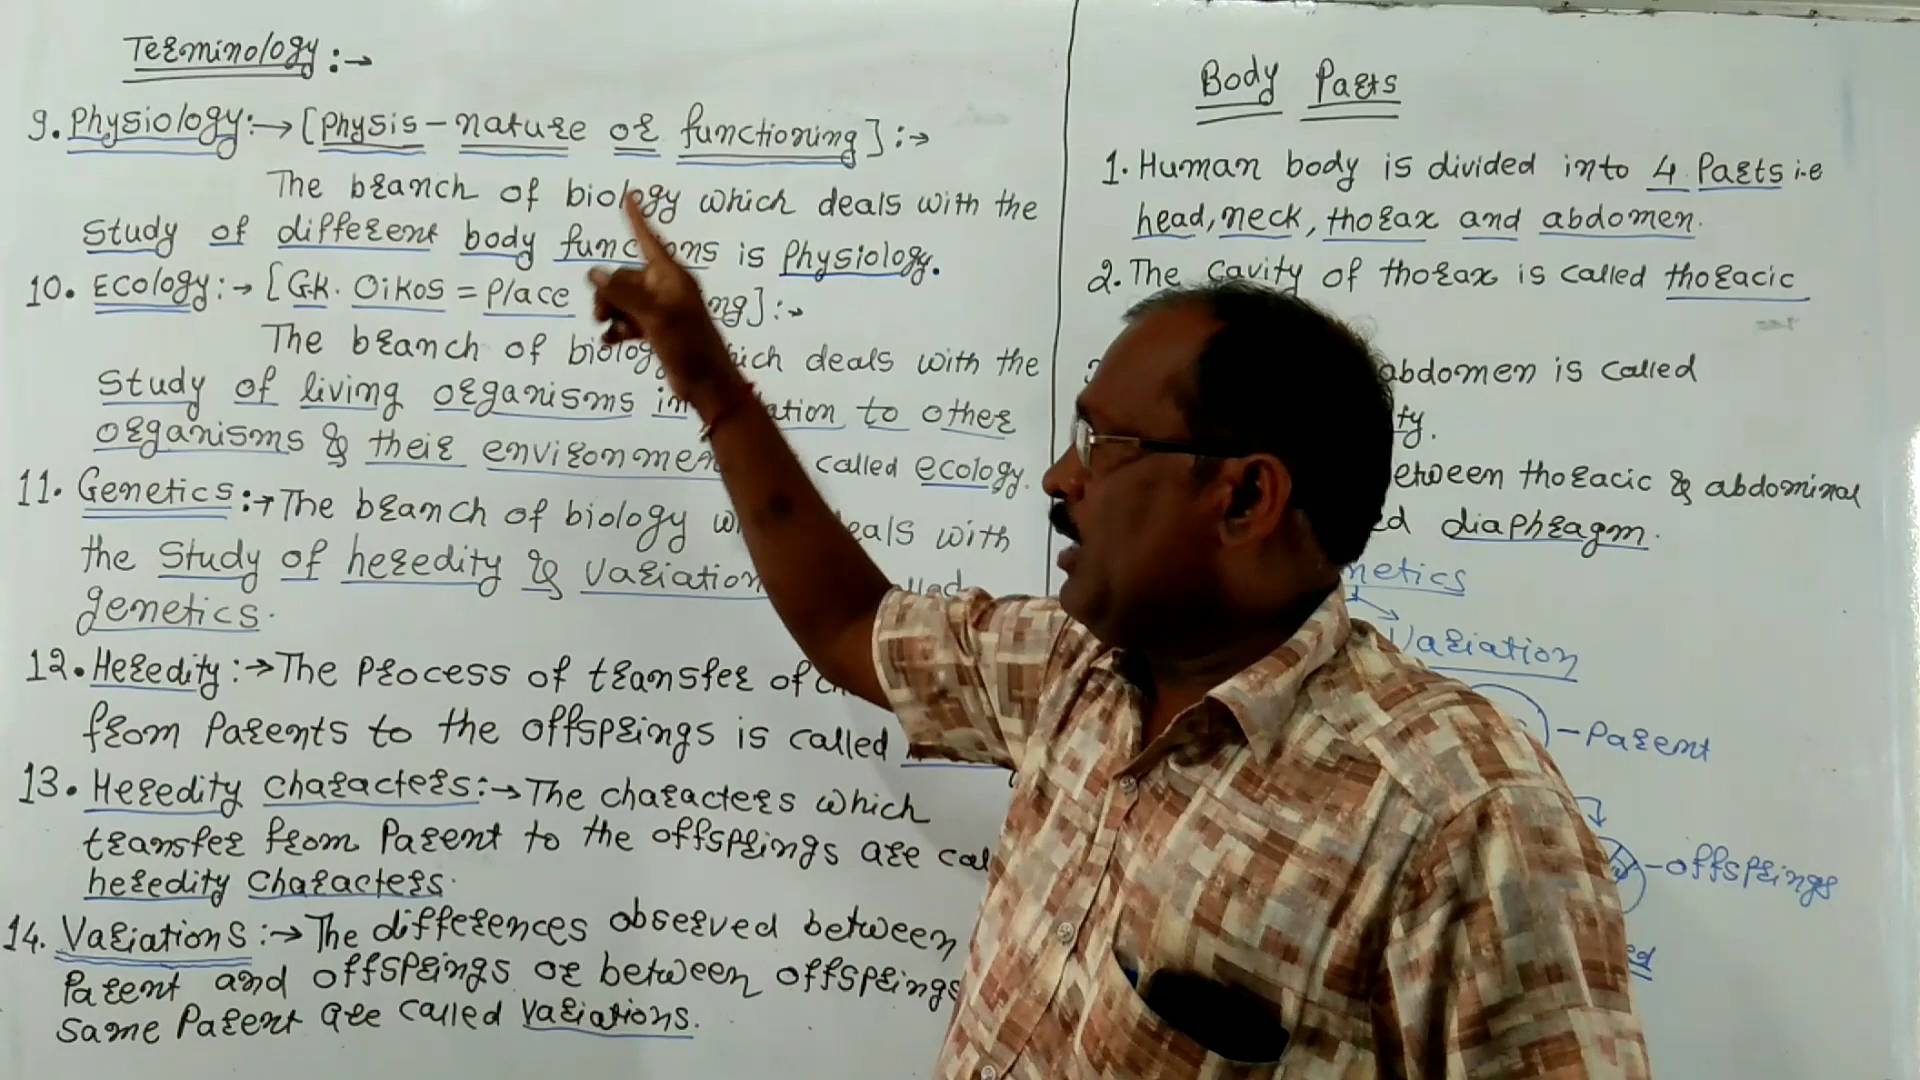 Terminology:→
9. Physiology:→ [Physis – nature or functioning]:→
The branch of biology which deals with the
Study of different body functions is Physiology.
10. Ecology:→ [G.K. Oikos = Place
The branch of biology which deals with the
Study of living organisms in relation to other
organisms & their environment called ecology.
11. Genetics:→ The branch of biology deals with
the Study of heredity & Variation called
genetics.
12. Heredity:→ The Process of transfer of
from Parents to the offsprings is called
13. Heredity Characters:→ The characters which
transfer from Parent to the offsprings are
heredity Characters.
14. Variations:→ The differences observed between
Parent and offsprings or between offsprings
same Parent are called Variations.
Body Parts
1. Human body is divided into 4 Parts i.e
head, neck, thorax and abdomen.
2. The cavity of thorax is called thoracic
abdomen is called
between thoracic & abdominal
diaphragm.
Variation
– Parent
– offsprings